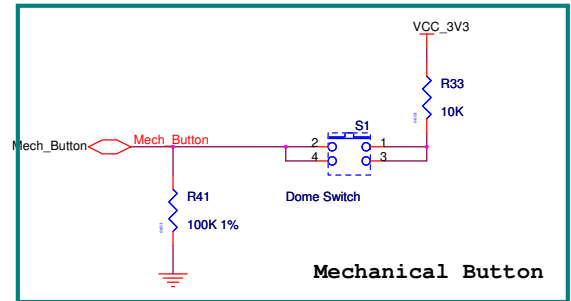 VCC_3V3
R33
10K
S1
Mech_Button
Mech_Button
2
1
4
3
R41
100K 1%
Dome Switch
Mechanical Button